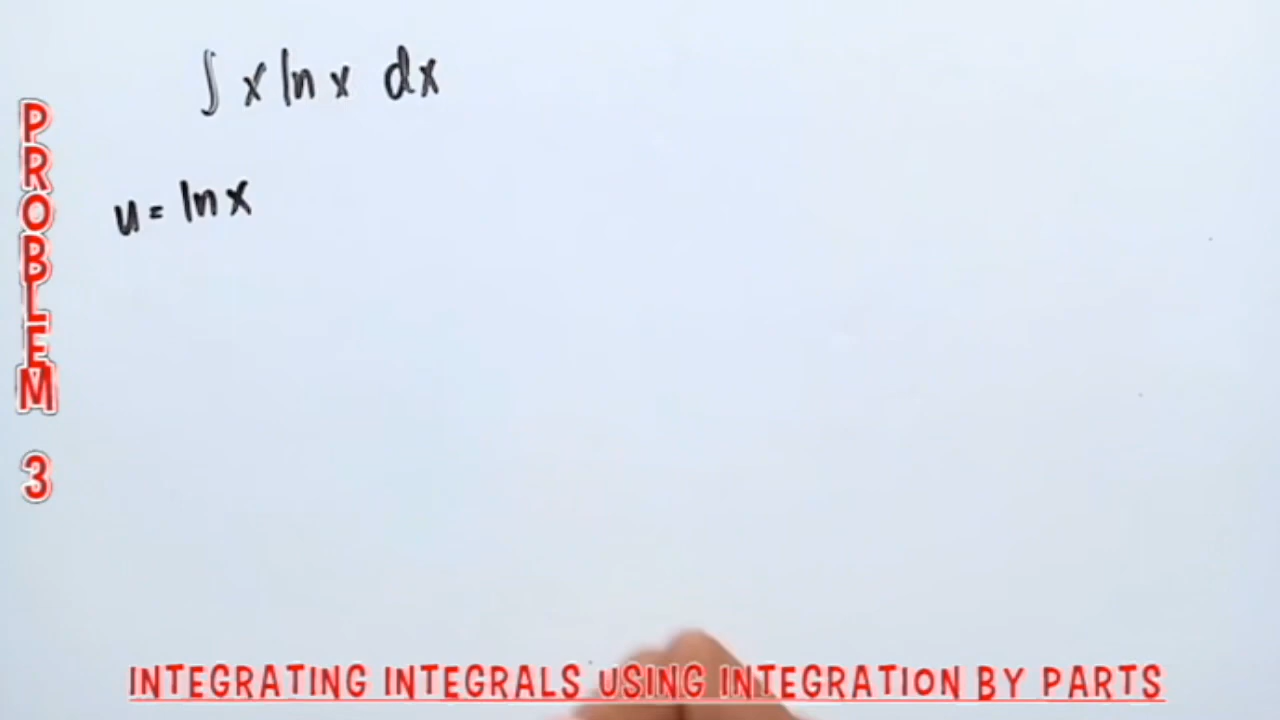 ∫ x ln x dx
u = ln x
PROBLEM 3
INTEGRATING INTEGRALS USING INTEGRATION BY PARTS